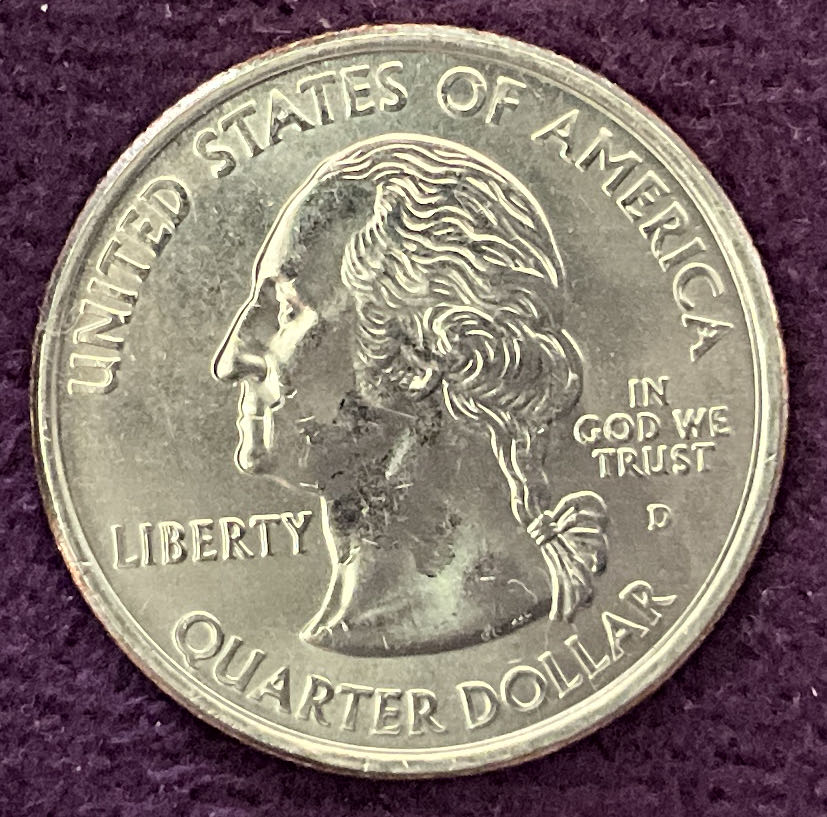 UNITED STATES OF AMERICA
IN
GOD WE
TRUST
D
LIBERTY
QUARTER DOLLAR